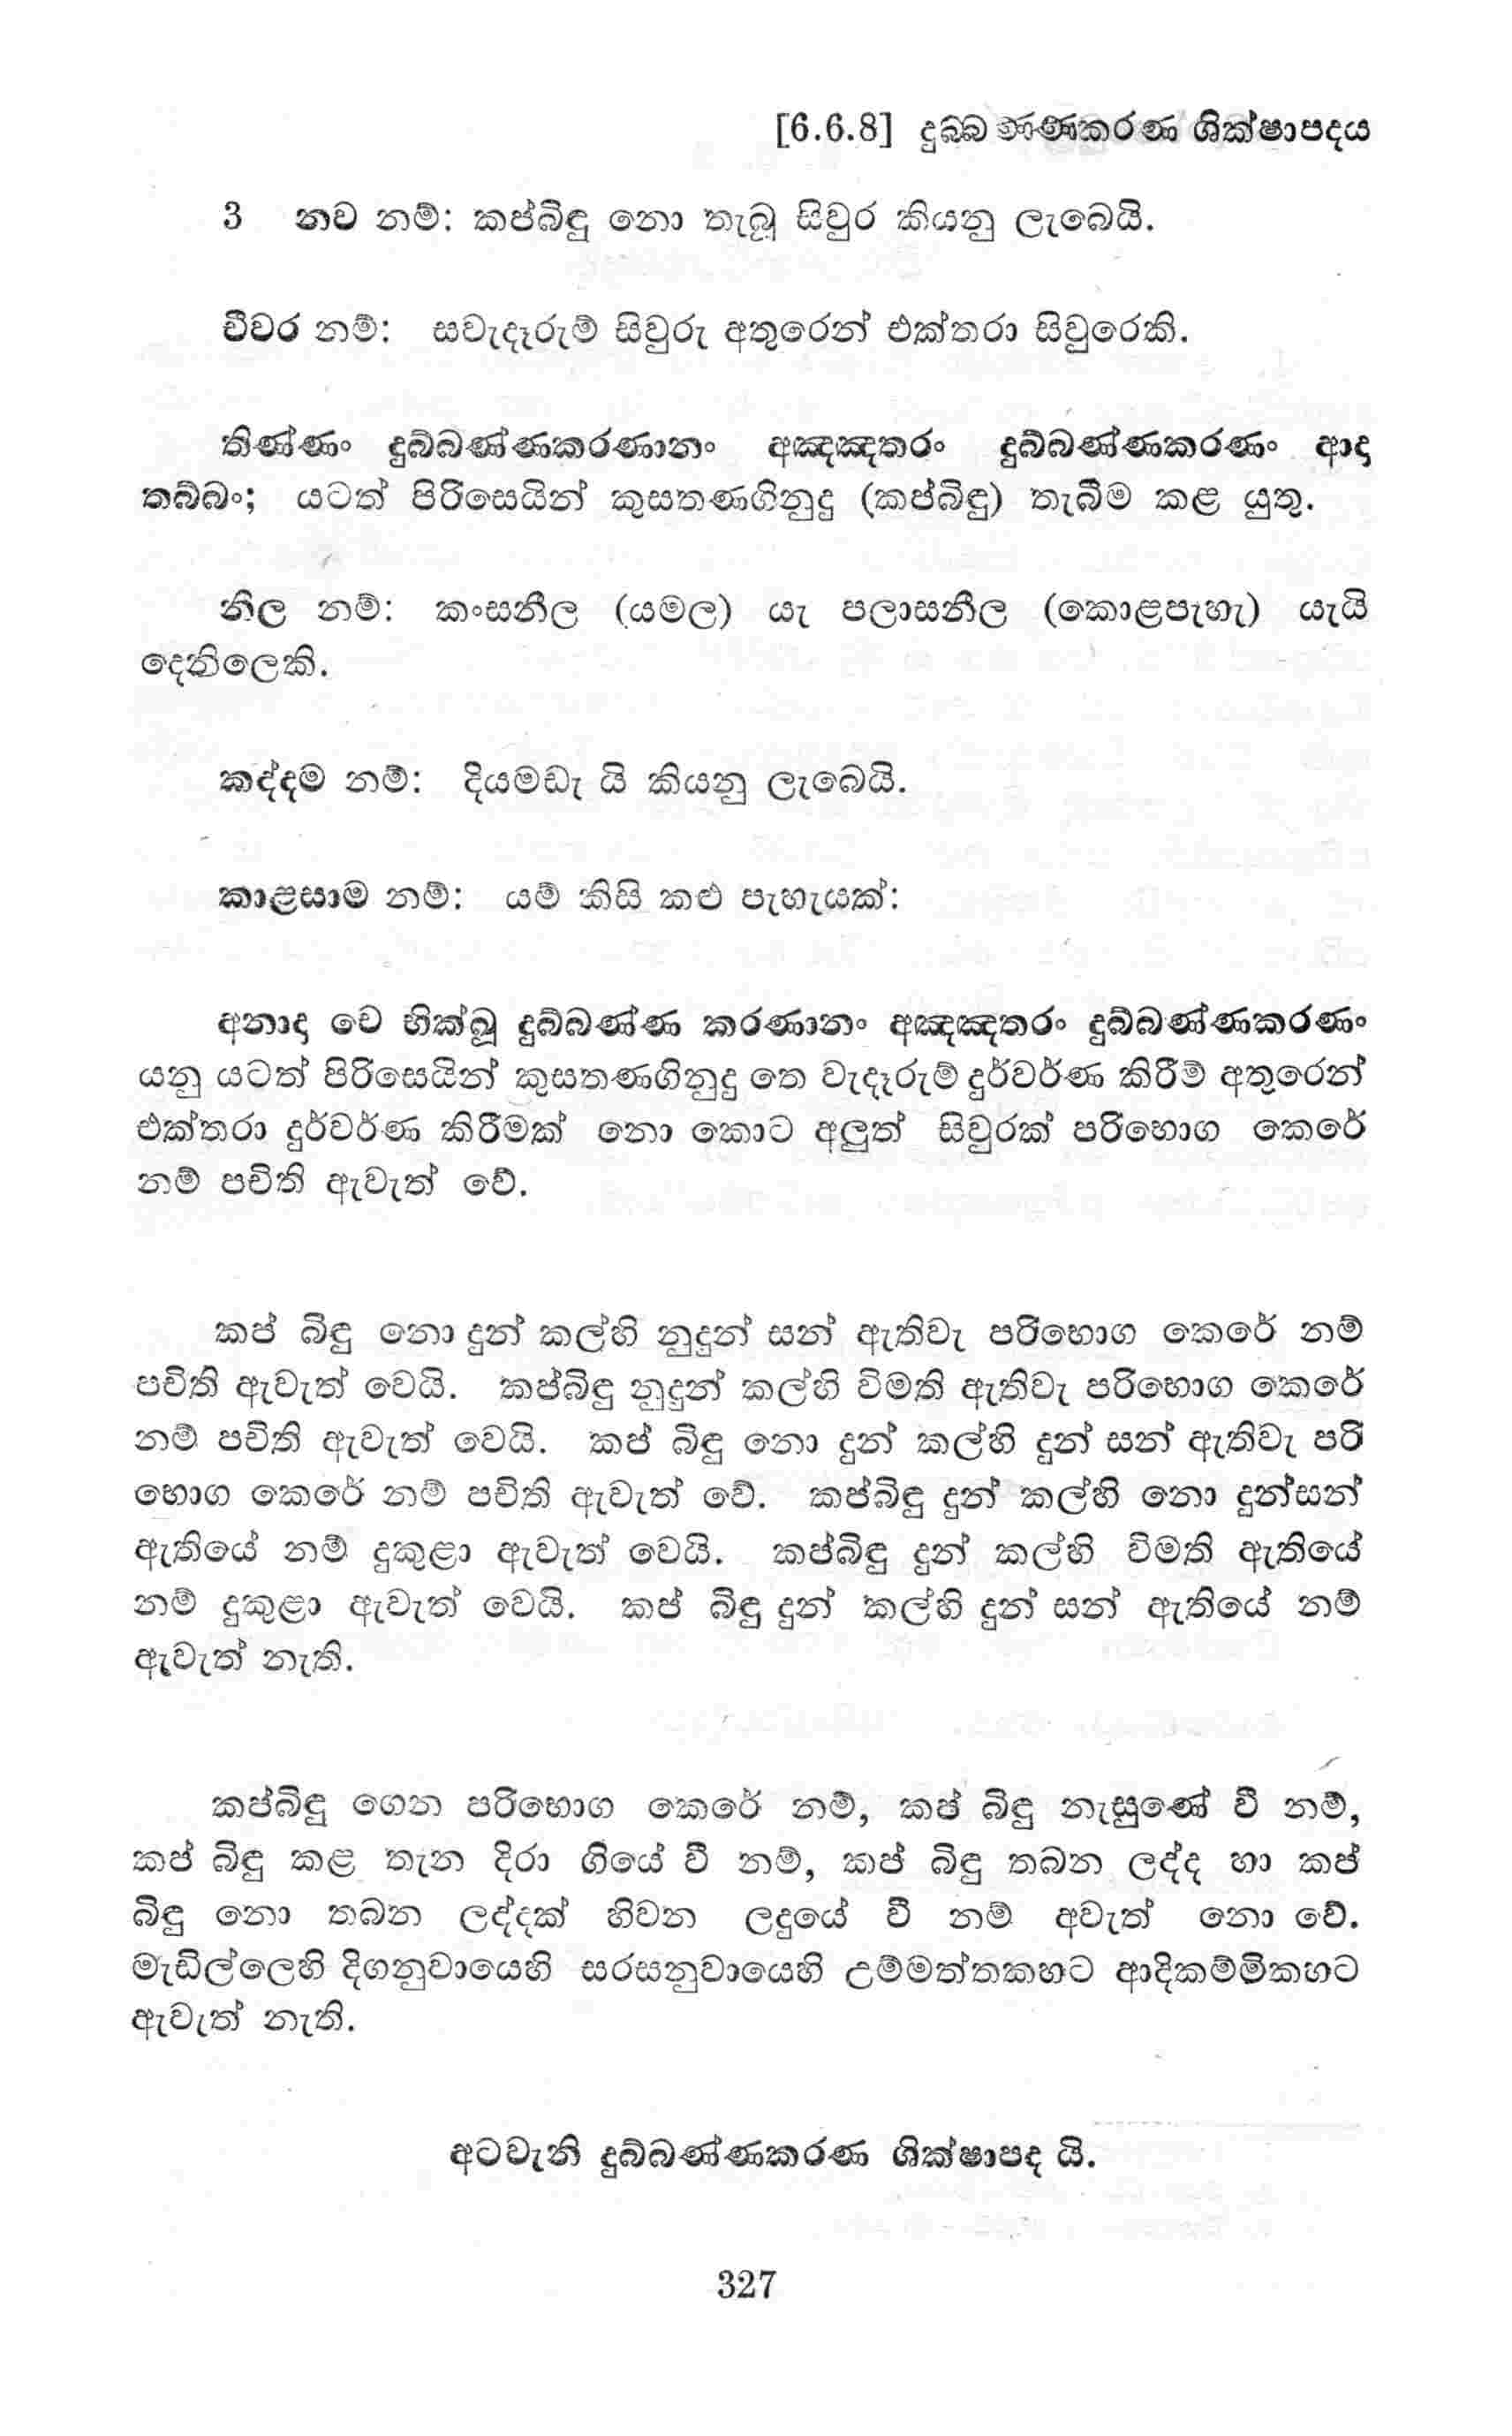 [6.6.8] දුබ්බණ්ණකරණ ශික්ෂාපදය
3 නව නම්: කප්බිඳු නො තැබූ සිවුර කියනු ලැබෙයි.
චීවර නම්: සවැදෑරුම් සිවුරු අතුරෙන් එක්තරා සිවුරෙකි.
තිණ්ණං දුබ්බණ්ණකරණානං අඤ්ඤතරං දුබ්බණ්ණකරණං ආදා
තබ්බං; යටත් පිරිසෙයින් කුසතණගිනුදු (කප්බිඳු) තැබීම කළ යුතු.
නිල නම්: කංසනීල (යමල) යැ පලාසනීල (කොළපැහැ) යැයි
දෙනිලෙකි.
කද්දම නම්: දියමඩැ යි කියනු ලැබෙයි.
කාළසාම නම්: යම් කිසි කළු පැහැයක්:
අනාදා චෙ භික්ඛූ දුබ්බණ්ණ කරණානං අඤ්ඤතරං දුබ්බණ්ණකරණං
යනු යටත් පිරිසෙයින් කුසතණගිනුදු තෙ වැදෑරුම් දුර්වර්ණ කිරීම් අතුරෙන්
එක්තරා දුර්වර්ණ කිරීමක් නො කොට අලුත් සිවුරක් පරිභොග කෙරේ
නම් පචිති ඇවැත් වේ.
කප් බිඳු නො දුන් කල්හි නුදුන් සන් ඇතිවැ පරිභොග කෙරේ නම්
පචිති ඇවැත් වෙයි. කප්බිඳු නුදුන් කල්හි විමති ඇතිවැ පරිභොග කෙරේ
නම් පචිති ඇවැත් වෙයි. කප් බිඳු නො දුන් කල්හි දුන් සන් ඇතිවැ පරි
භොග කෙරේ නම් පචිති ඇවැත් වේ. කප්බිඳු දුන් කල්හි නො දුන්සන්
ඇතියේ නම් දුකුළා ඇවැත් වෙයි. කප්බිඳු දුන් කල්හි විමති ඇතියේ
නම් දුකුළා ඇවැත් වෙයි. කප් බිඳු දුන් කල්හි දුන් සන් ඇතියේ නම්
ඇවැත් නැති.
කප්බිඳු ගෙන පරිභොග කෙරේ නම්, කප් බිඳු නැසුණේ වී නම්,
කප් බිඳු කළ තැන දිරා ගියේ වී නම්, කප් බිඳු තබන ලද්ද හා කප්
බිඳු නො තබන ලද්දක් හිවන ලදුයේ වී නම් අවැත් නො වේ.
මැඩිල්ලෙහි දිගනුවායෙහි සරසනුවායෙහි උම්මත්තකහට ආදිකම්මිකහට
ඇවැත් නැති.
අටවැනි දුබ්බණ්ණකරණ ශික්ෂාපද යි.
327